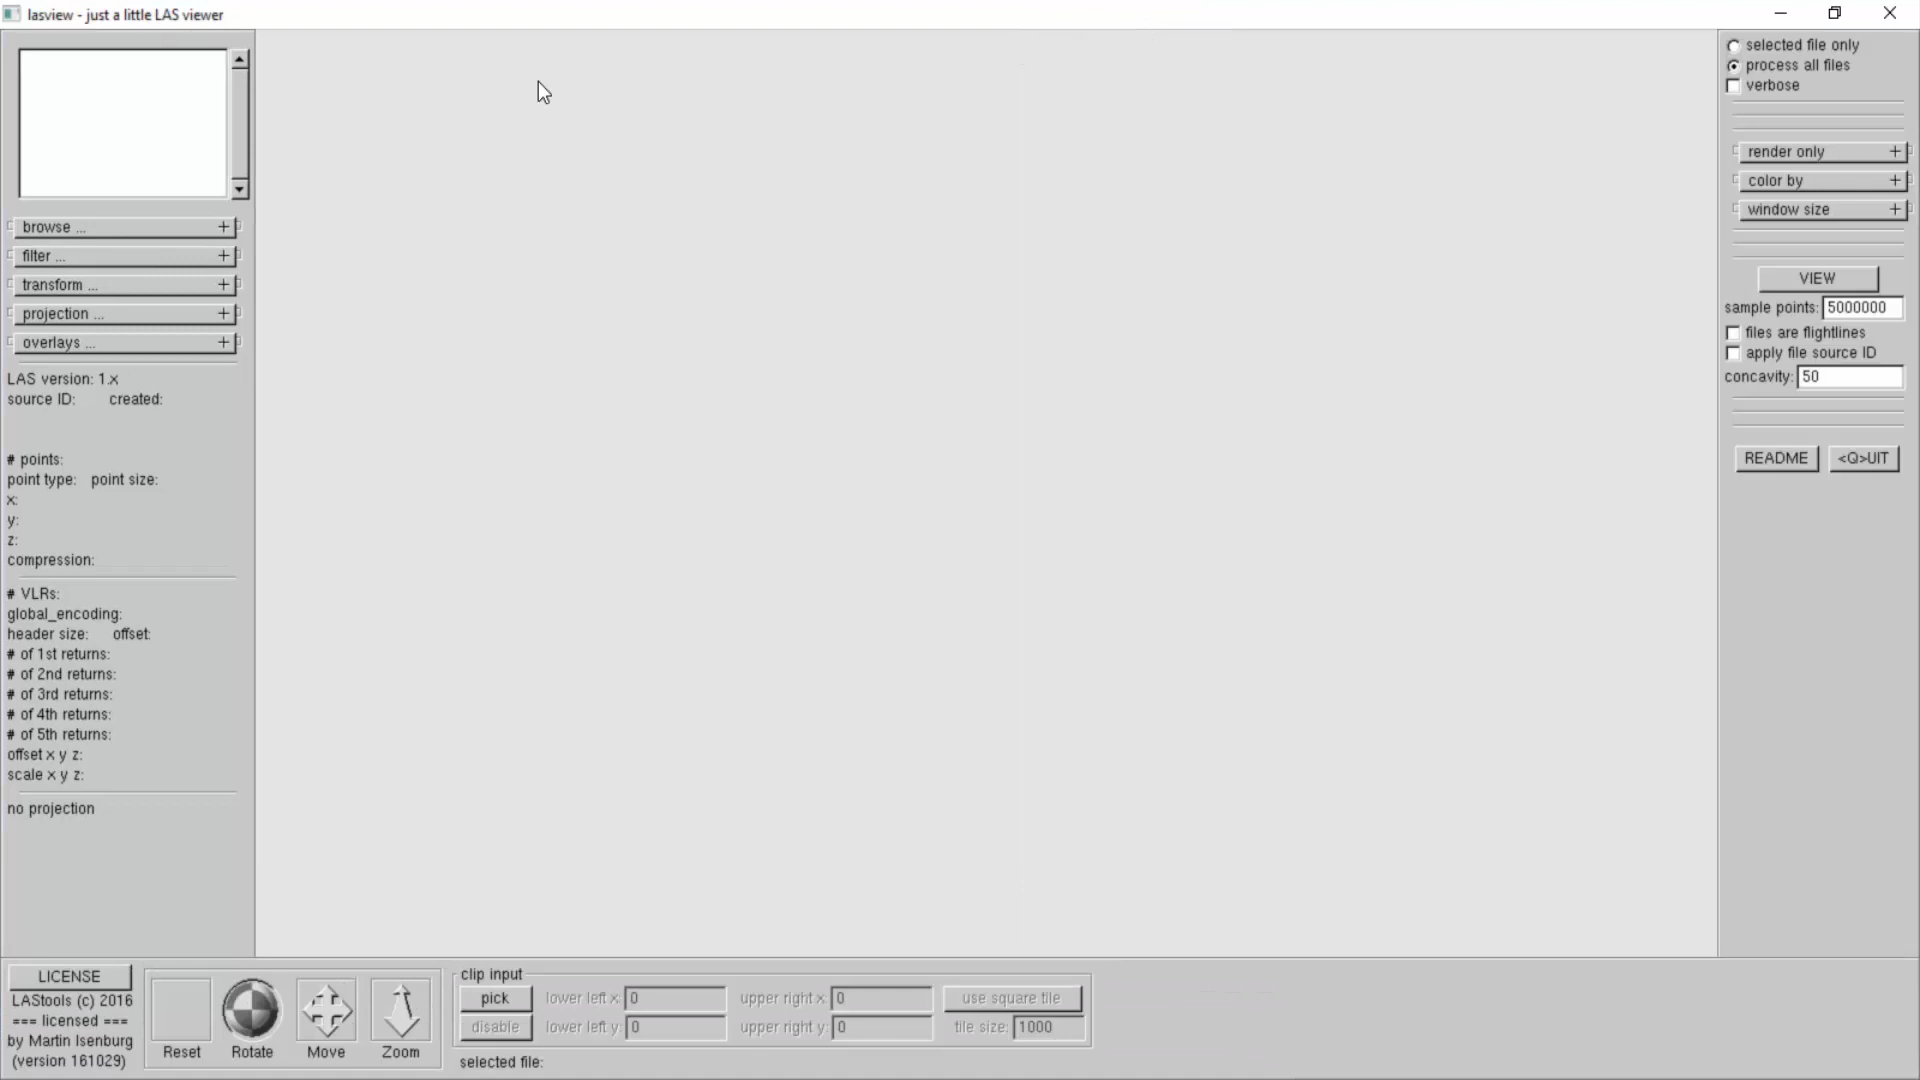 lasview - just a little LAS viewer
browse ...
filter ...
transform ...
projection ...
overlays ...
LAS version: 1.x
source ID: created:
# points:
point type: point size:
x:
y:
z:
compression:
# VLRs:
global_encoding:
header size: offset:
# of 1st returns:
# of 2nd returns:
# of 3rd returns:
# of 4th returns:
# of 5th returns:
offset x y z:
scale x y z:
no projection
LICENSE
LAStools (c) 2016
=== licensed ===
by Martin Isenburg
(version 161029)
Reset Rotate Move Zoom
clip input
pick lower left x: 0 upper right x: 0 use square tile
disable lower left y: 0 upper right y: 0 tile size: 1000
selected file:
selected file only
process all files
verbose
render only +
color by +
window size +
VIEW
sample points: 5000000
files are flightlines
apply file source ID
concavity: 50
README <Q>UIT